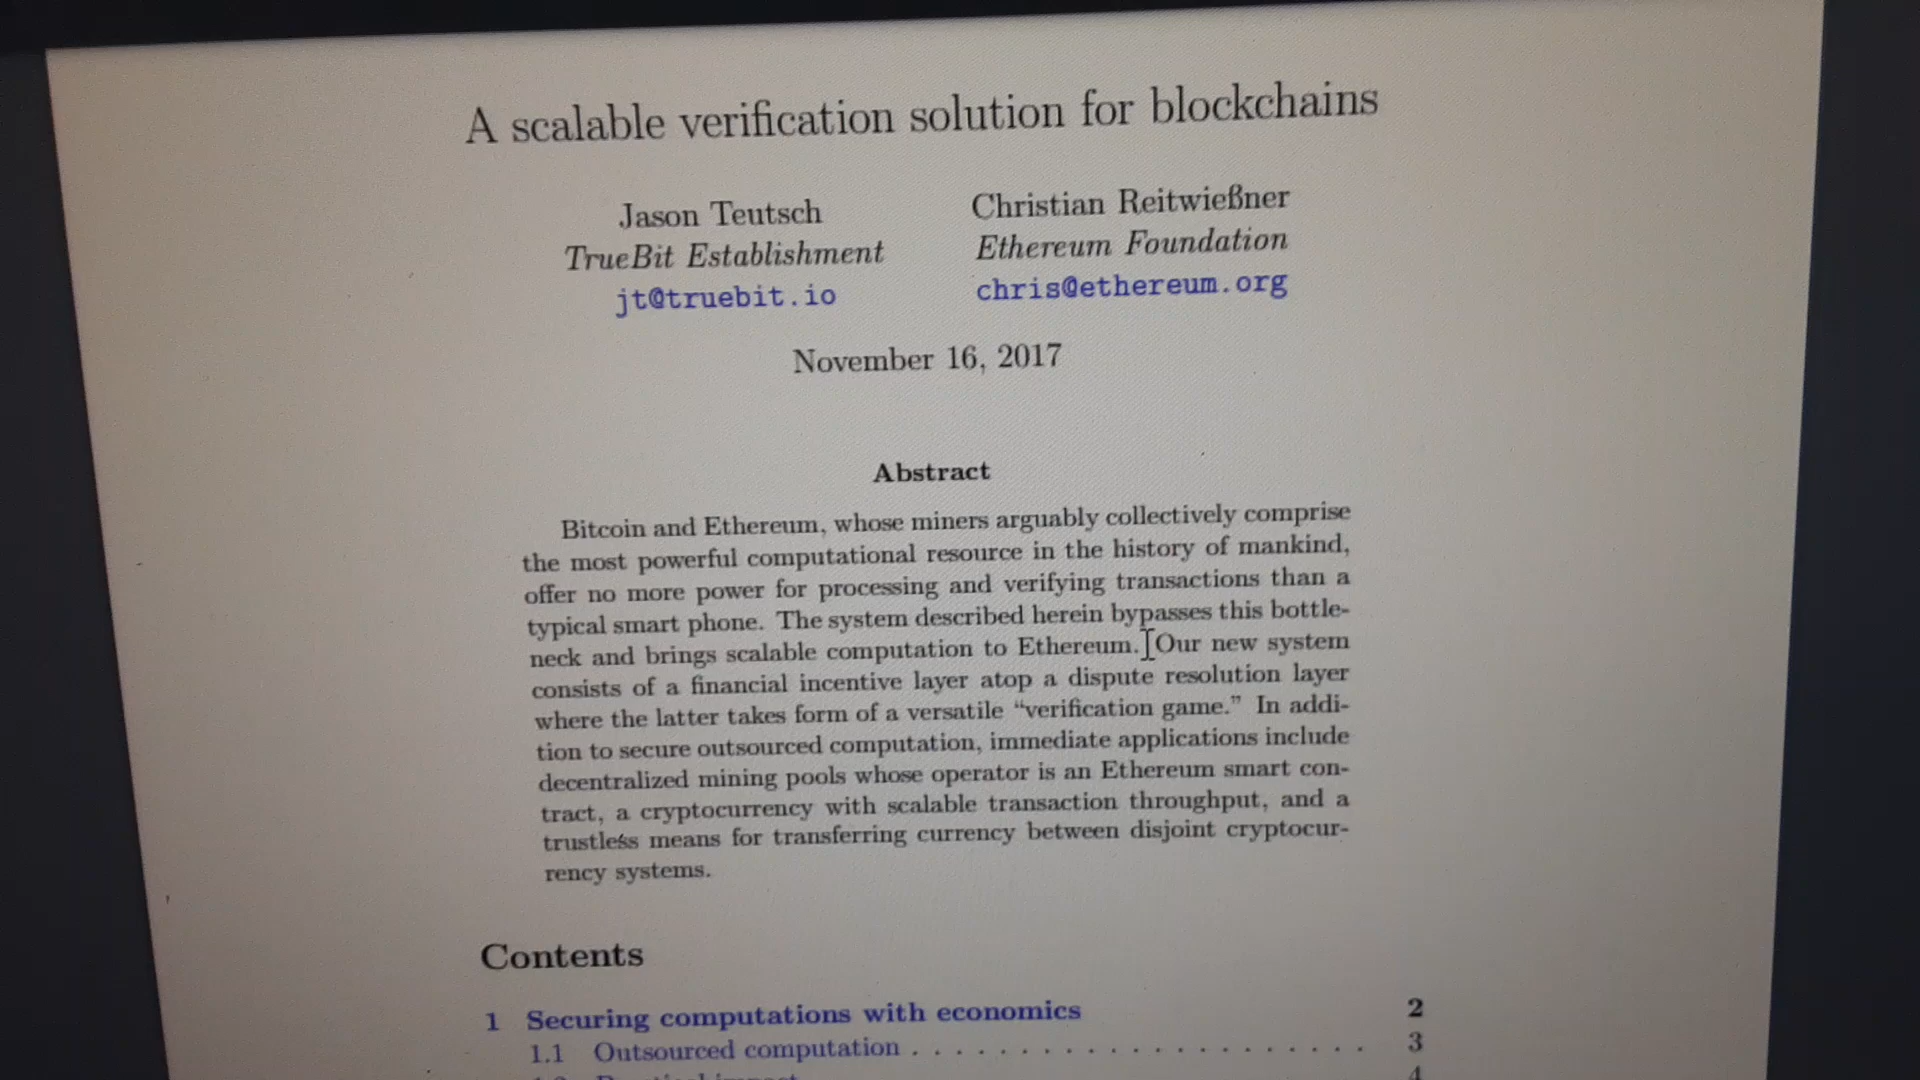 A scalable verification solution for blockchains
Jason Teutsch
TrueBit Establishment
jt@truebit.io
Christian Reitwießner
Ethereum Foundation
chris@ethereum.org
November 16, 2017
Abstract
Bitcoin and Ethereum, whose miners arguably collectively comprise
the most powerful computational resource in the history of mankind,
offer no more power for processing and verifying transactions than a
typical smart phone. The system described herein bypasses this bottle-
neck and brings scalable computation to Ethereum. Our new system
consists of a financial incentive layer atop a dispute resolution layer
where the latter takes form of a versatile “verification game.” In addi-
tion to secure outsourced computation, immediate applications include
decentralized mining pools whose operator is an Ethereum smart con-
tract, a cryptocurrency with scalable transaction throughput, and a
trustless means for transferring currency between disjoint cryptocur-
rency systems.
Contents
1 Securing computations with economics 2
1.1 Outsourced computation . . . . . . . . . . . . . . . . . . . . . 3